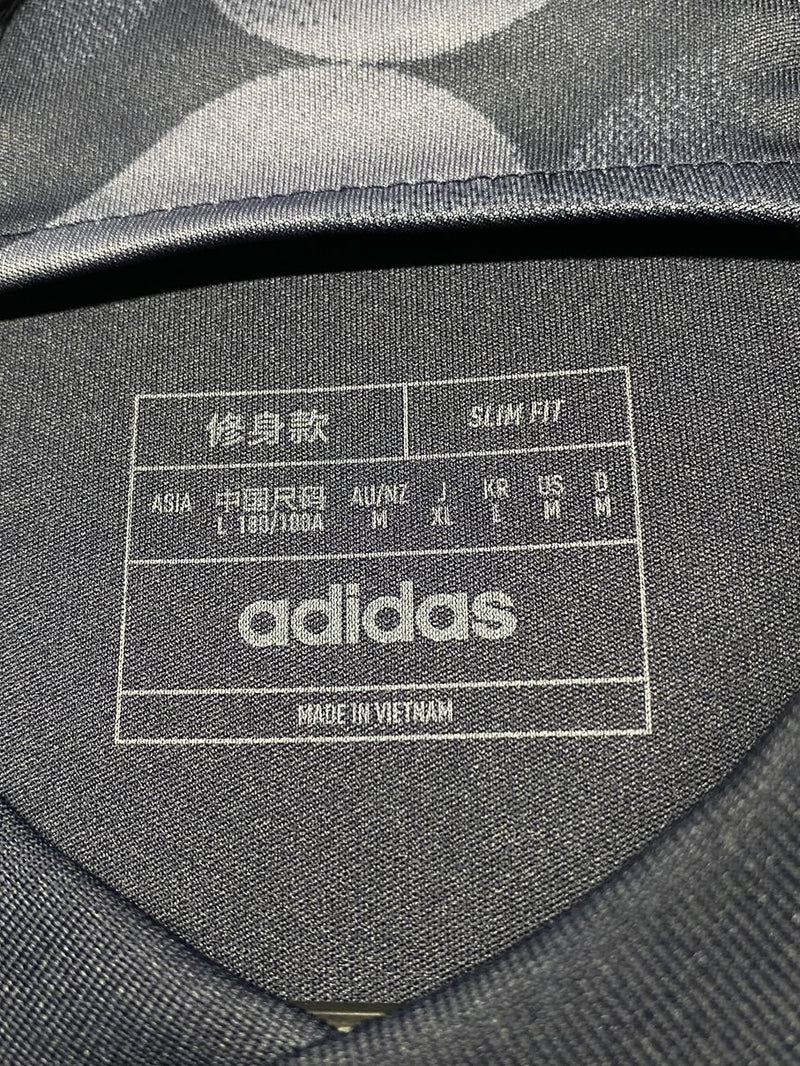 修身款 SLIM FIT
ASIA 中国尺码 AU/NZ J KR US D
L 180/100A M XL L M M
adidas
MADE IN VIETNAM